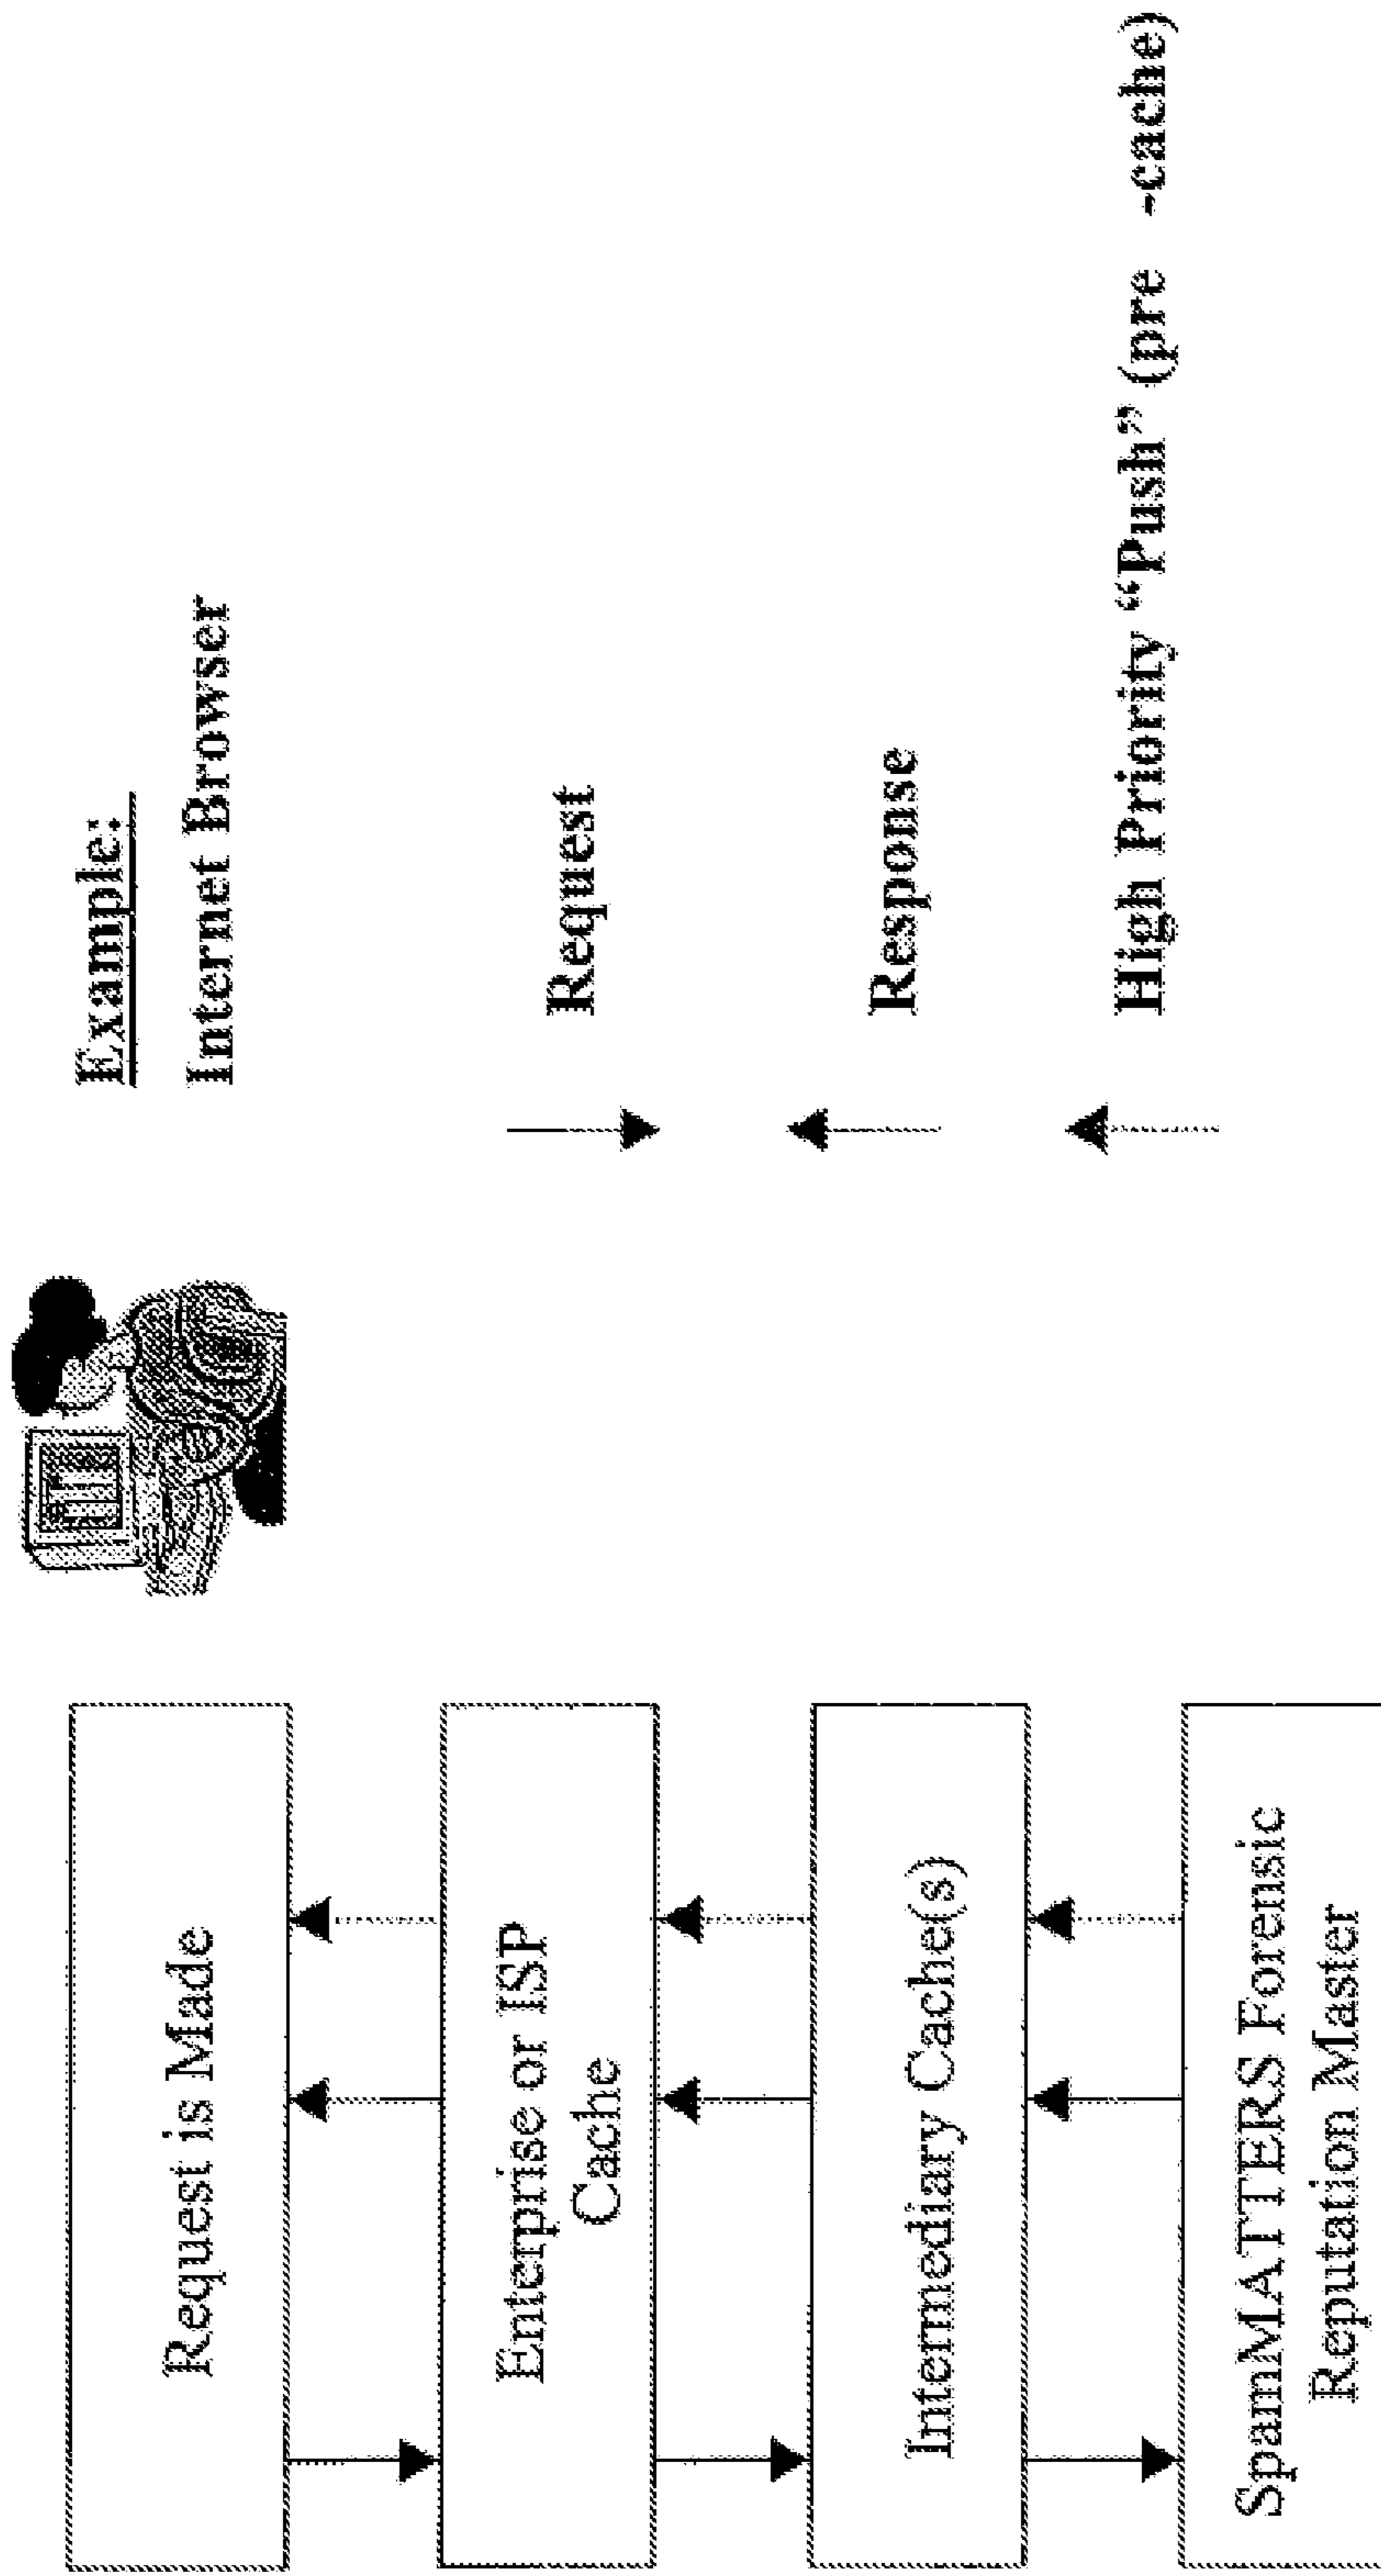 Request is Made
Enterprise or ISP
Cache
Intermediary Cache(s)
SpamMATTERS Forensic
Reputation Master
Example:
Internet Browser
Request
Response
High Priority “Push” (pre -cache)